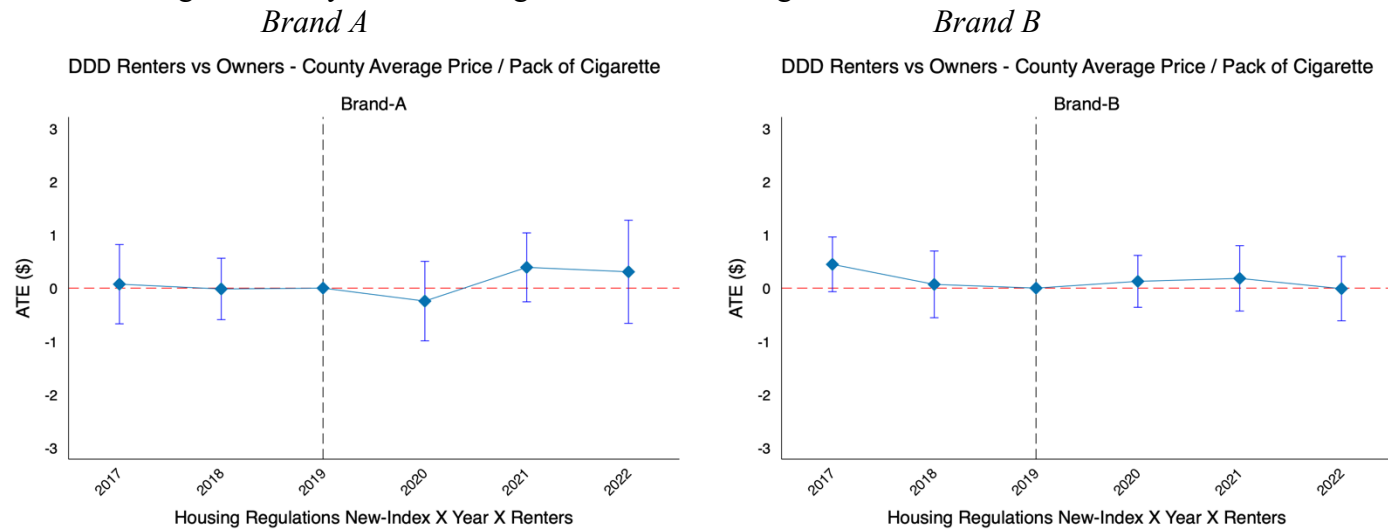 Brand A
DDD Renters vs Owners - County Average Price / Pack of Cigarette
Brand-A
3
2
1
0
-1
-2
-3
ATE ($)
2017
2018
2019
2020
2021
2022
Housing Regulations New-Index X Year X Renters
Brand B
DDD Renters vs Owners - County Average Price / Pack of Cigarette
Brand-B
3
2
1
0
-1
-2
-3
ATE ($)
2017
2018
2019
2020
2021
2022
Housing Regulations New-Index X Year X Renters